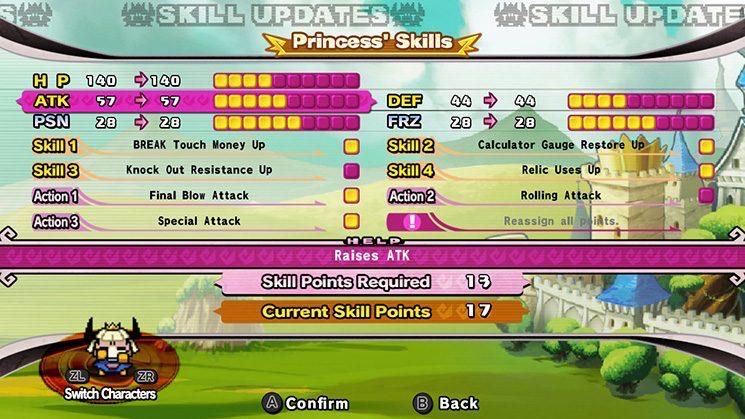 SKILL UPDATES SKILL UPDATE
Princess' Skills
HP 140 → 140
ATK 57 → 57 DEF 44 → 44
PSN 28 → 28 FRZ 28 → 28
Skill 1 BREAK Touch Money Up Skill 2 Calculator Gauge Restore Up
Skill 3 Knock Out Resistance Up Skill 4 Relic Uses Up
Action 1 Final Blow Attack Action 2 Rolling Attack
Action 3 Special Attack ! Reassign all points.
HELP
Raises ATK
Skill Points Required 13
Current Skill Points 17
ZL ZR
Switch Characters
A Confirm B Back